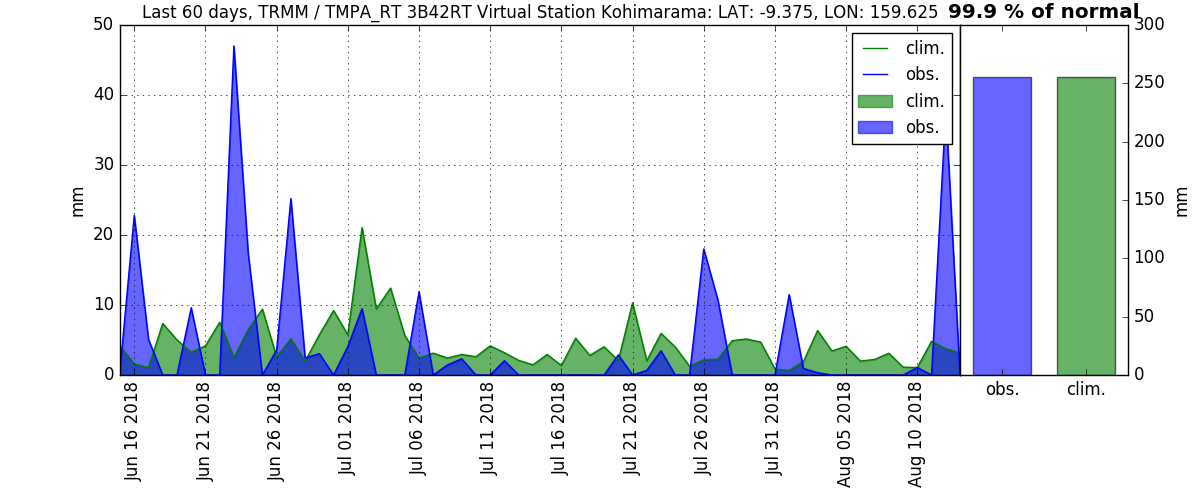 Last 60 days, TRMM / TMPA_RT 3B42RT Virtual Station Kohimarama: LAT: -9.375, LON: 159.625 99.9 % of normal
50
40
30
20
10
0
mm
clim.
obs.
clim.
obs.
300
250
200
150
100
50
0
mm
obs.
clim.
Jun 16 2018
Jun 21 2018
Jun 26 2018
Jul 01 2018
Jul 06 2018
Jul 11 2018
Jul 16 2018
Jul 21 2018
Jul 26 2018
Jul 31 2018
Aug 05 2018
Aug 10 2018